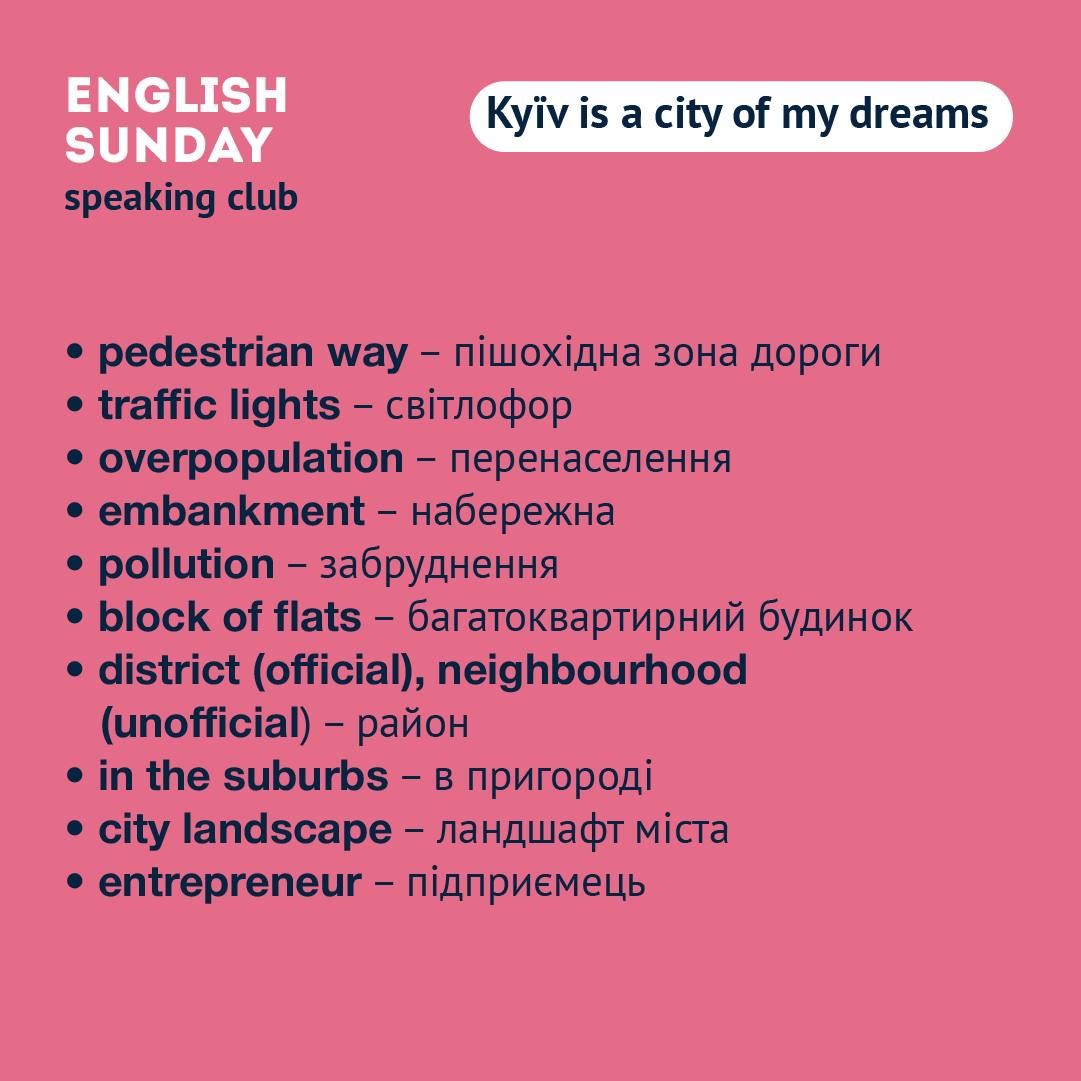 ENGLISH
SUNDAY
speaking club
Kyïv is a city of my dreams
• pedestrian way – пішохідна зона дороги
• traffic lights – світлофор
• overpopulation – перенаселення
• embankment – набережна
• pollution – забруднення
• block of flats – багатоквартирний будинок
• district (official), neighbourhood
(unofficial) – район
• in the suburbs – в пригороді
• city landscape – ландшафт міста
• entrepreneur – підприємець